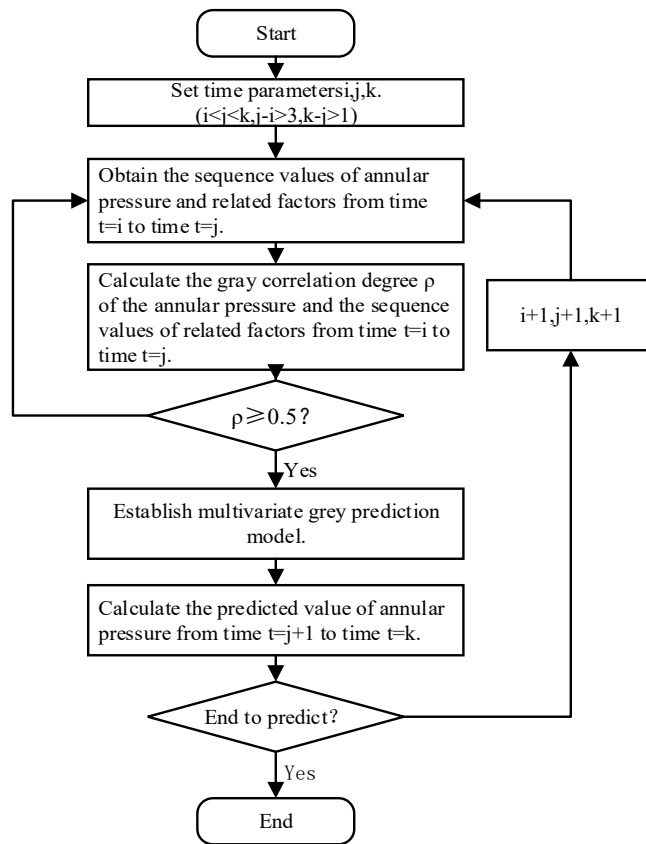 Start
Set time parametersi,j,k.
(i<j<k,j-i>3,k-j>1)
Obtain the sequence values of annular
pressure and related factors from time
t=i to time t=j.
Calculate the gray correlation degree ρ
of the annular pressure and the sequence
values of related factors from time t=i to
time t=j.
i+1,j+1,k+1
ρ≥0.5?
Yes
Establish multivariate grey prediction
model.
Calculate the predicted value of annular
pressure from time t=j+1 to time t=k.
End to predict?
Yes
End